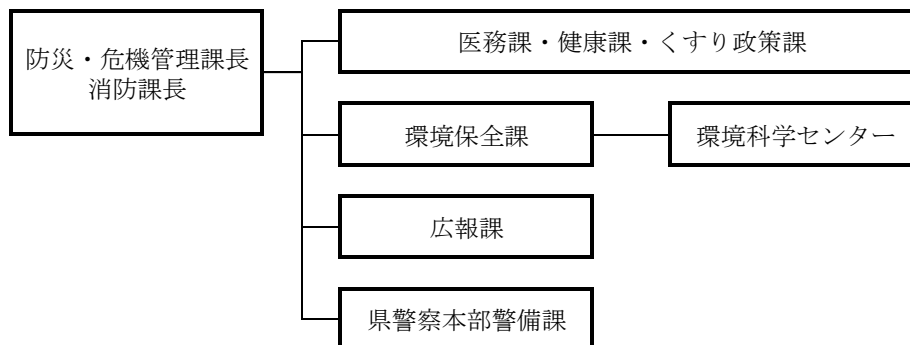 防災・危機管理課長
消防課長
医務課・健康課・くすり政策課
環境保全課
環境科学センター
広報課
県警察本部警備課